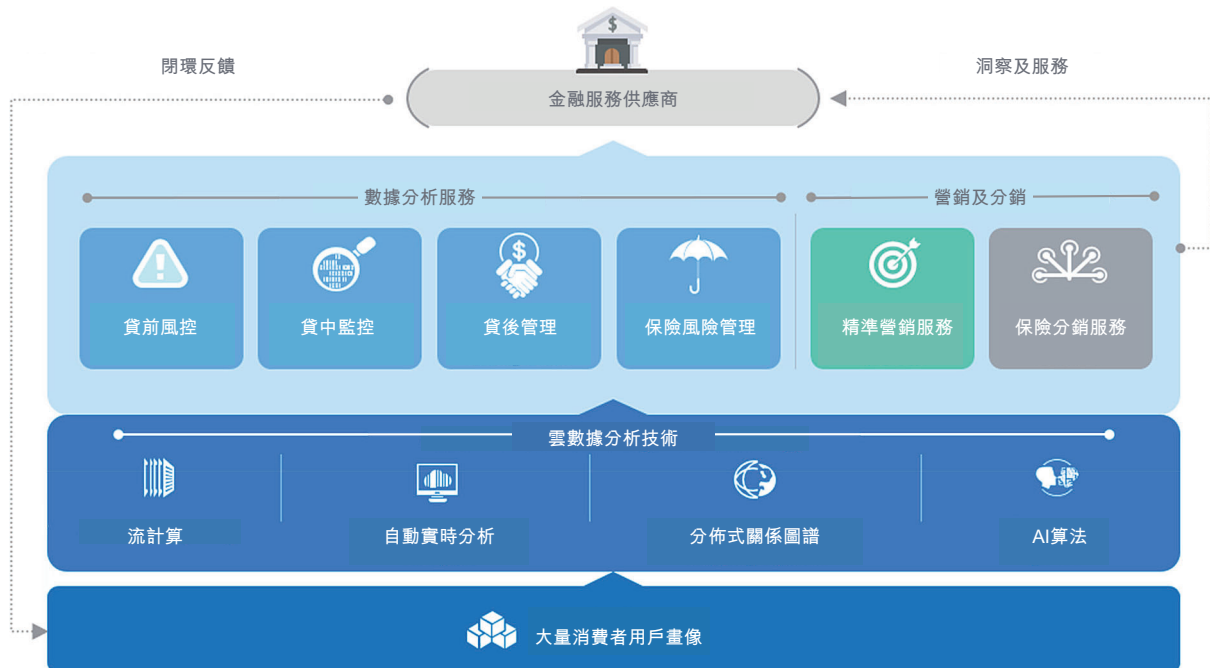 閉環反饋
洞察及服務
$
金融服務供應商
數據分析服務
營銷及分銷
$
貸前風控
貸中監控
貸後管理
保險風險管理
精準營銷服務
保險分銷服務
雲數據分析技術
流計算
自動實時分析
分佈式關係圖譜
AI算法
大量消費者用戶畫像